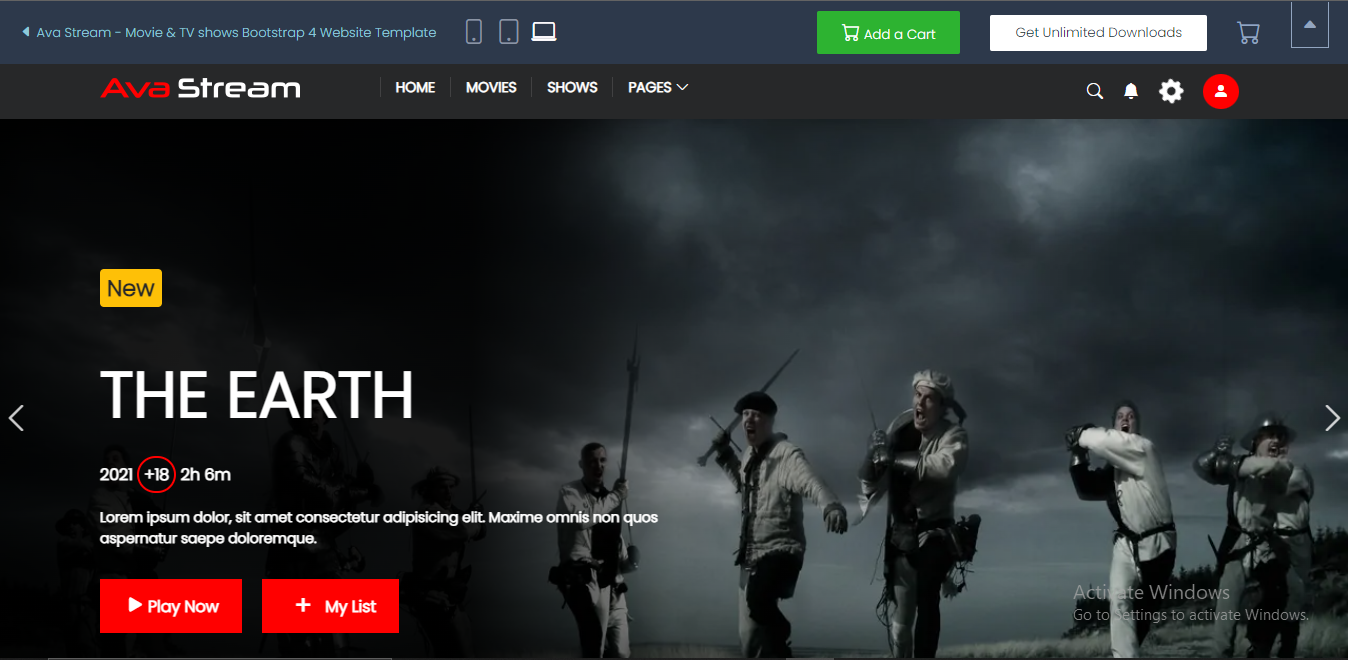 Ava Stream - Movie & TV shows Bootstrap 4 Website Template
Add a Cart
Get Unlimited Downloads
Ava Stream
HOME
MOVIES
SHOWS
PAGES
New
THE EARTH
2021 +18 2h 6m
Lorem ipsum dolor, sit amet consectetur adipisicing elit. Maxime omnis non quos
aspernatur saepe doloremque.
Play Now
+ My List
Activate Windows
Go to Settings to activate Windows.